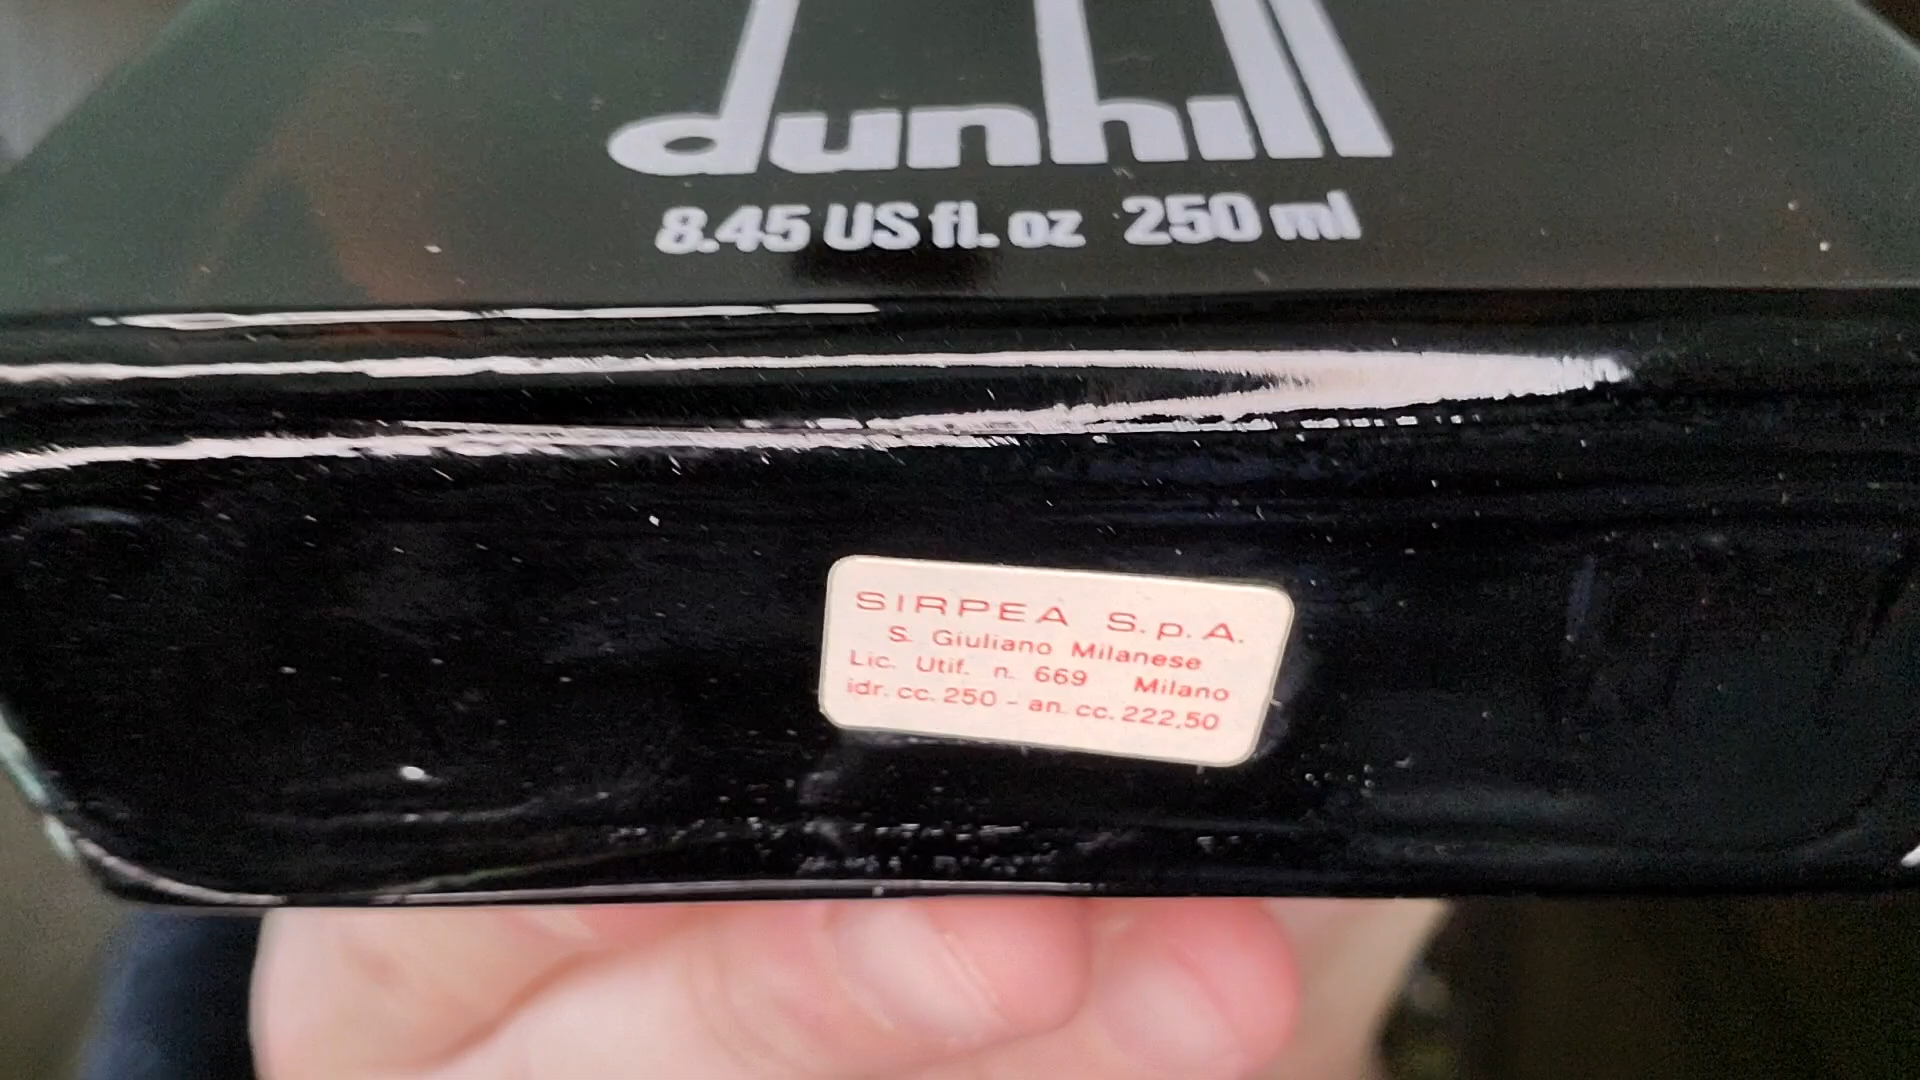 dunhill
8.45 US fl. oz 250 ml
SIRPEA S.p.A.
S. Giuliano Milanese
Lic. Utif. n. 669 Milano
idr. cc. 250 - an. cc. 222,50